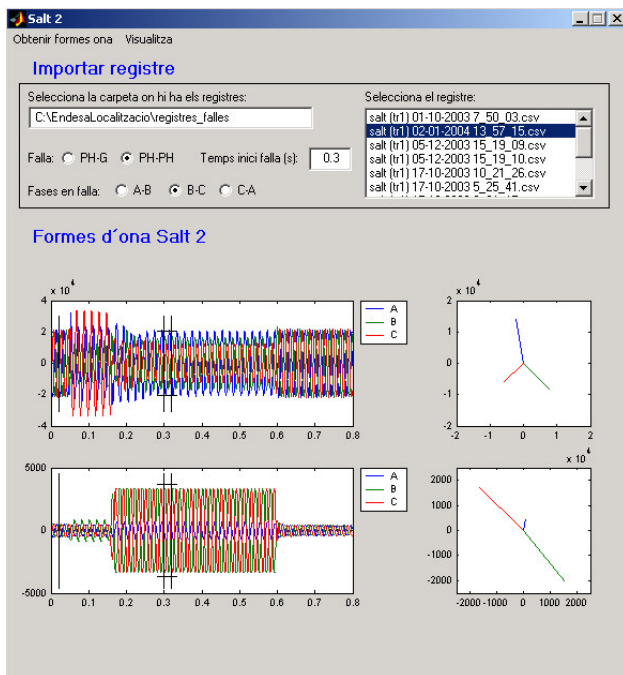 Salt 2
Obtenir formes ona Visualitza
Importar registre
Selecciona la carpeta on hi ha els registres:
C:\EndesaLocalitzacio\registres_falles
Falla: PH-G PH-PH Temps inici falla (s): 0.3
Fases en falla: A-B B-C C-A
Selecciona el registre:
salt (tr1) 01-10-2003 7_50_03.csv
salt (tr1) 02-01-2004 13_57_15.csv
salt (tr1) 05-12-2003 15_19_09.csv
salt (tr1) 05-12-2003 15_19_10.csv
salt (tr1) 17-10-2003 10_21_26.csv
salt (tr1) 17-10-2003 5_25_41.csv
Formes d´ona Salt 2
x 10^4
4
2
0
-2
-4
0 0.1 0.2 0.3 0.4 0.5 0.6 0.7 0.8
A
B
C
x 10^4
2
1
0
-1
-2
-2 -1 0 1 2
x 10^4
5000
0
-5000
0 0.1 0.2 0.3 0.4 0.5 0.6 0.7 0.8
A
B
C
2000
1000
0
-1000
-2000
-2000 -1000 0 1000 2000